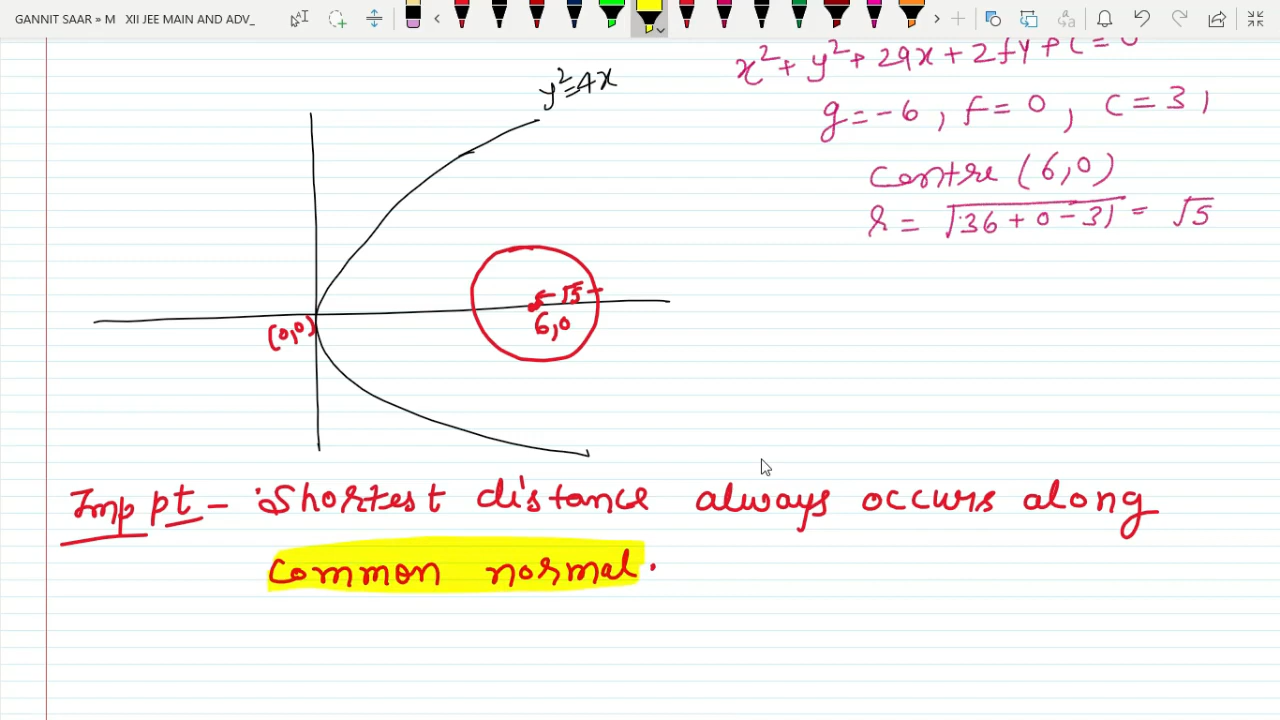 GANNIT SAAR » M XII JEE MAIN AND ADV_
x² + y² + 2gx + 2fy + c = 0
g = -6, f = 0, c = 31
centre (6,0)
r = √36 + 0 - 31 = √5
y² = 4x
√5
6,0
(0,0)
Imp pt - Shortest distance always occurs along
common normal.